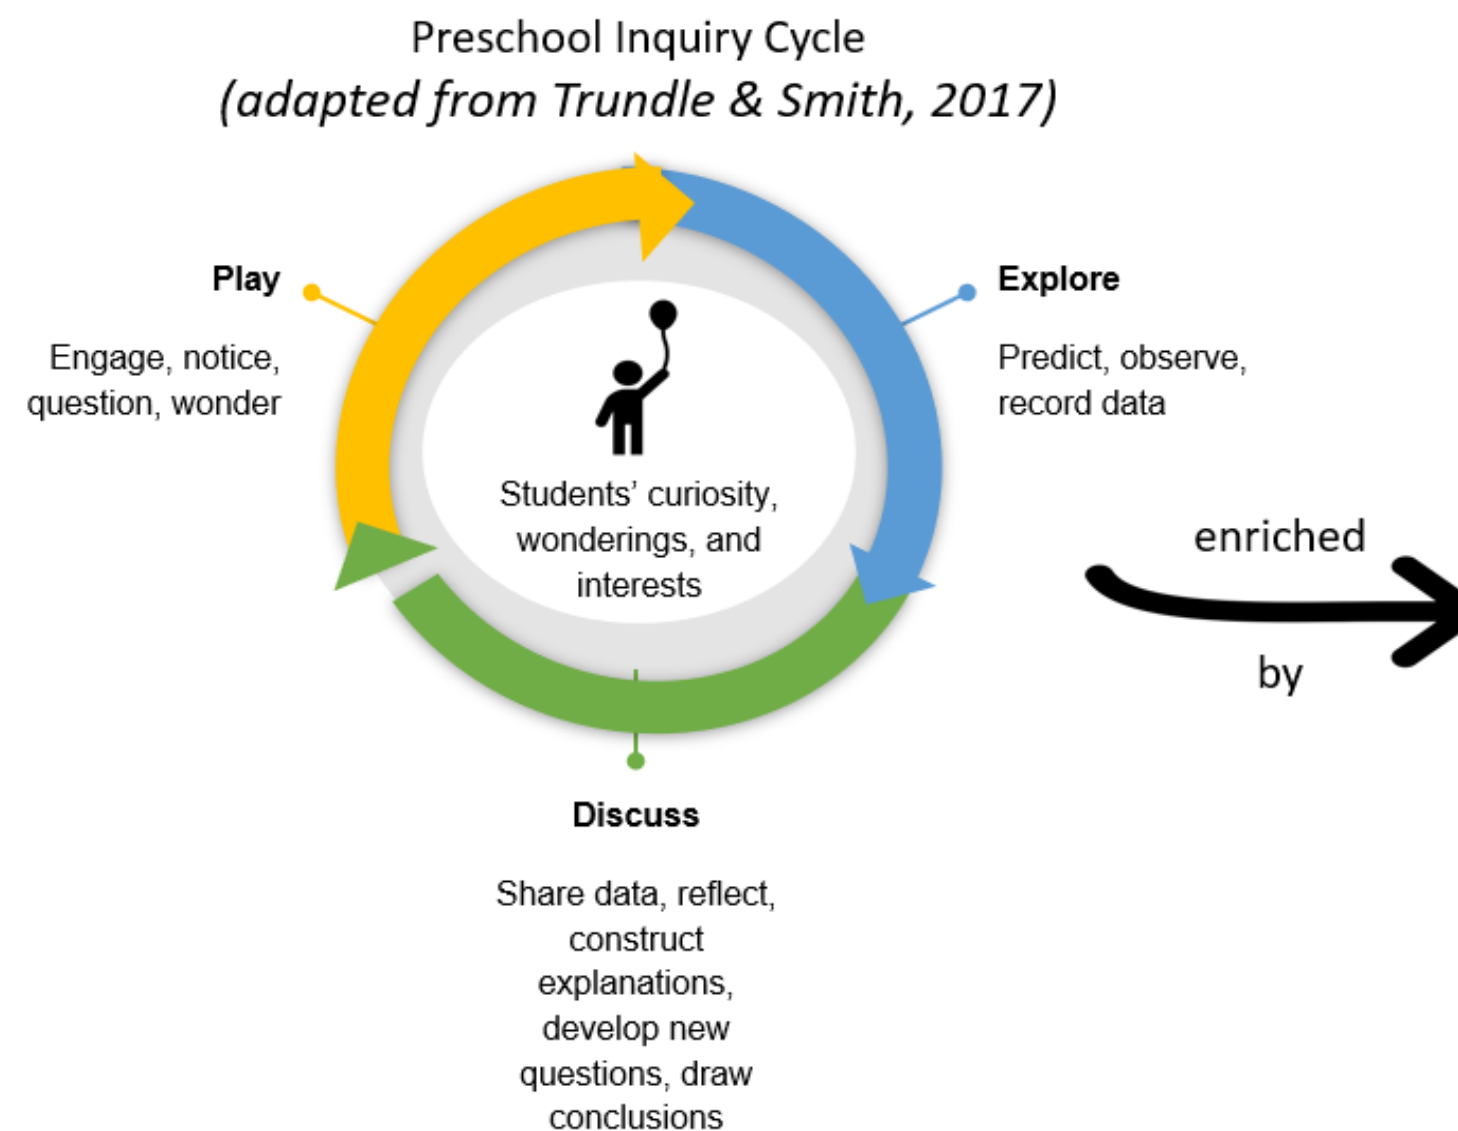 Preschool Inquiry Cycle
(adapted from Trundle & Smith, 2017)
Play
Engage, notice,
question, wonder
Explore
Predict, observe,
record data
Students’ curiosity,
wonderings, and
interests
enriched
by
Discuss
Share data, reflect,
construct
explanations,
develop new
questions, draw
conclusions